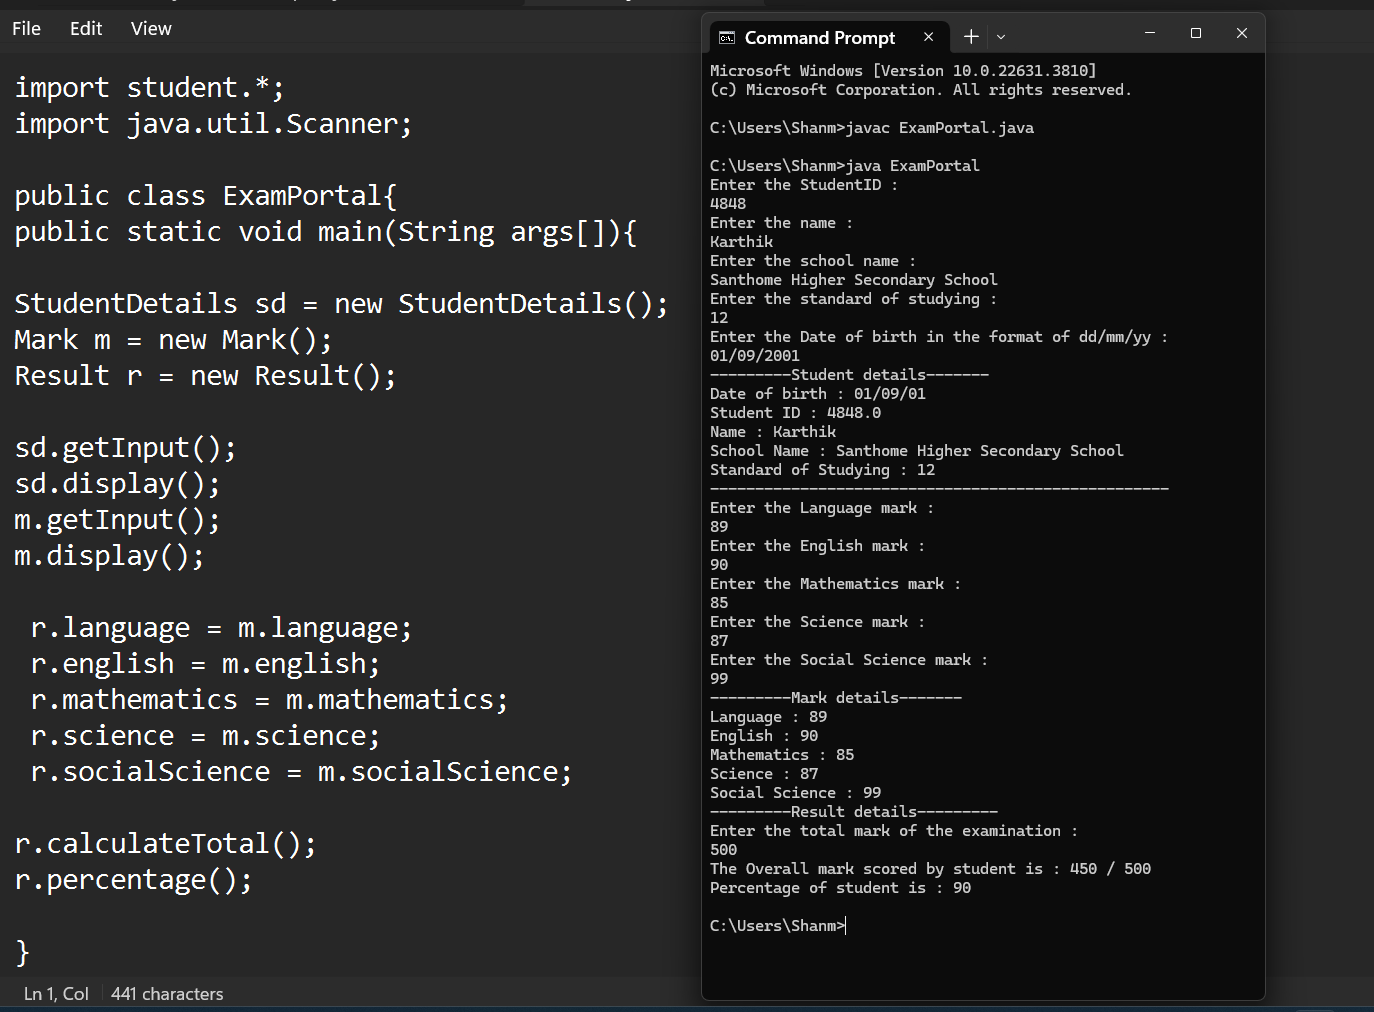 File Edit View
import student.*;
import java.util.Scanner;
public class ExamPortal{
public static void main(String args[]){
StudentDetails sd = new StudentDetails();
Mark m = new Mark();
Result r = new Result();
sd.getInput();
sd.display();
m.getInput();
m.display();
r.language = m.language;
r.english = m.english;
r.mathematics = m.mathematics;
r.science = m.science;
r.socialScience = m.socialScience;
r.calculateTotal();
r.percentage();
}
Ln 1, Col 441 characters
Command Prompt
Microsoft Windows [Version 10.0.22631.3810]
(c) Microsoft Corporation. All rights reserved.
C:\Users\Shanm>javac ExamPortal.java
C:\Users\Shanm>java ExamPortal
Enter the StudentID :
4848
Enter the name :
Karthik
Enter the school name :
Santhome Higher Secondary School
Enter the standard of studying :
12
Enter the Date of birth in the format of dd/mm/yy :
01/09/2001
---------Student details-------
Date of birth : 01/09/01
Student ID : 4848.0
Name : Karthik
School Name : Santhome Higher Secondary School
Standard of Studying : 12
---------------------------------------------------
Enter the Language mark :
89
Enter the English mark :
90
Enter the Mathematics mark :
85
Enter the Science mark :
87
Enter the Social Science mark :
99
---------Mark details-------
Language : 89
English : 90
Mathematics : 85
Science : 87
Social Science : 99
---------Result details---------
Enter the total mark of the examination :
500
The Overall mark scored by student is : 450 / 500
Percentage of student is : 90
C:\Users\Shanm>